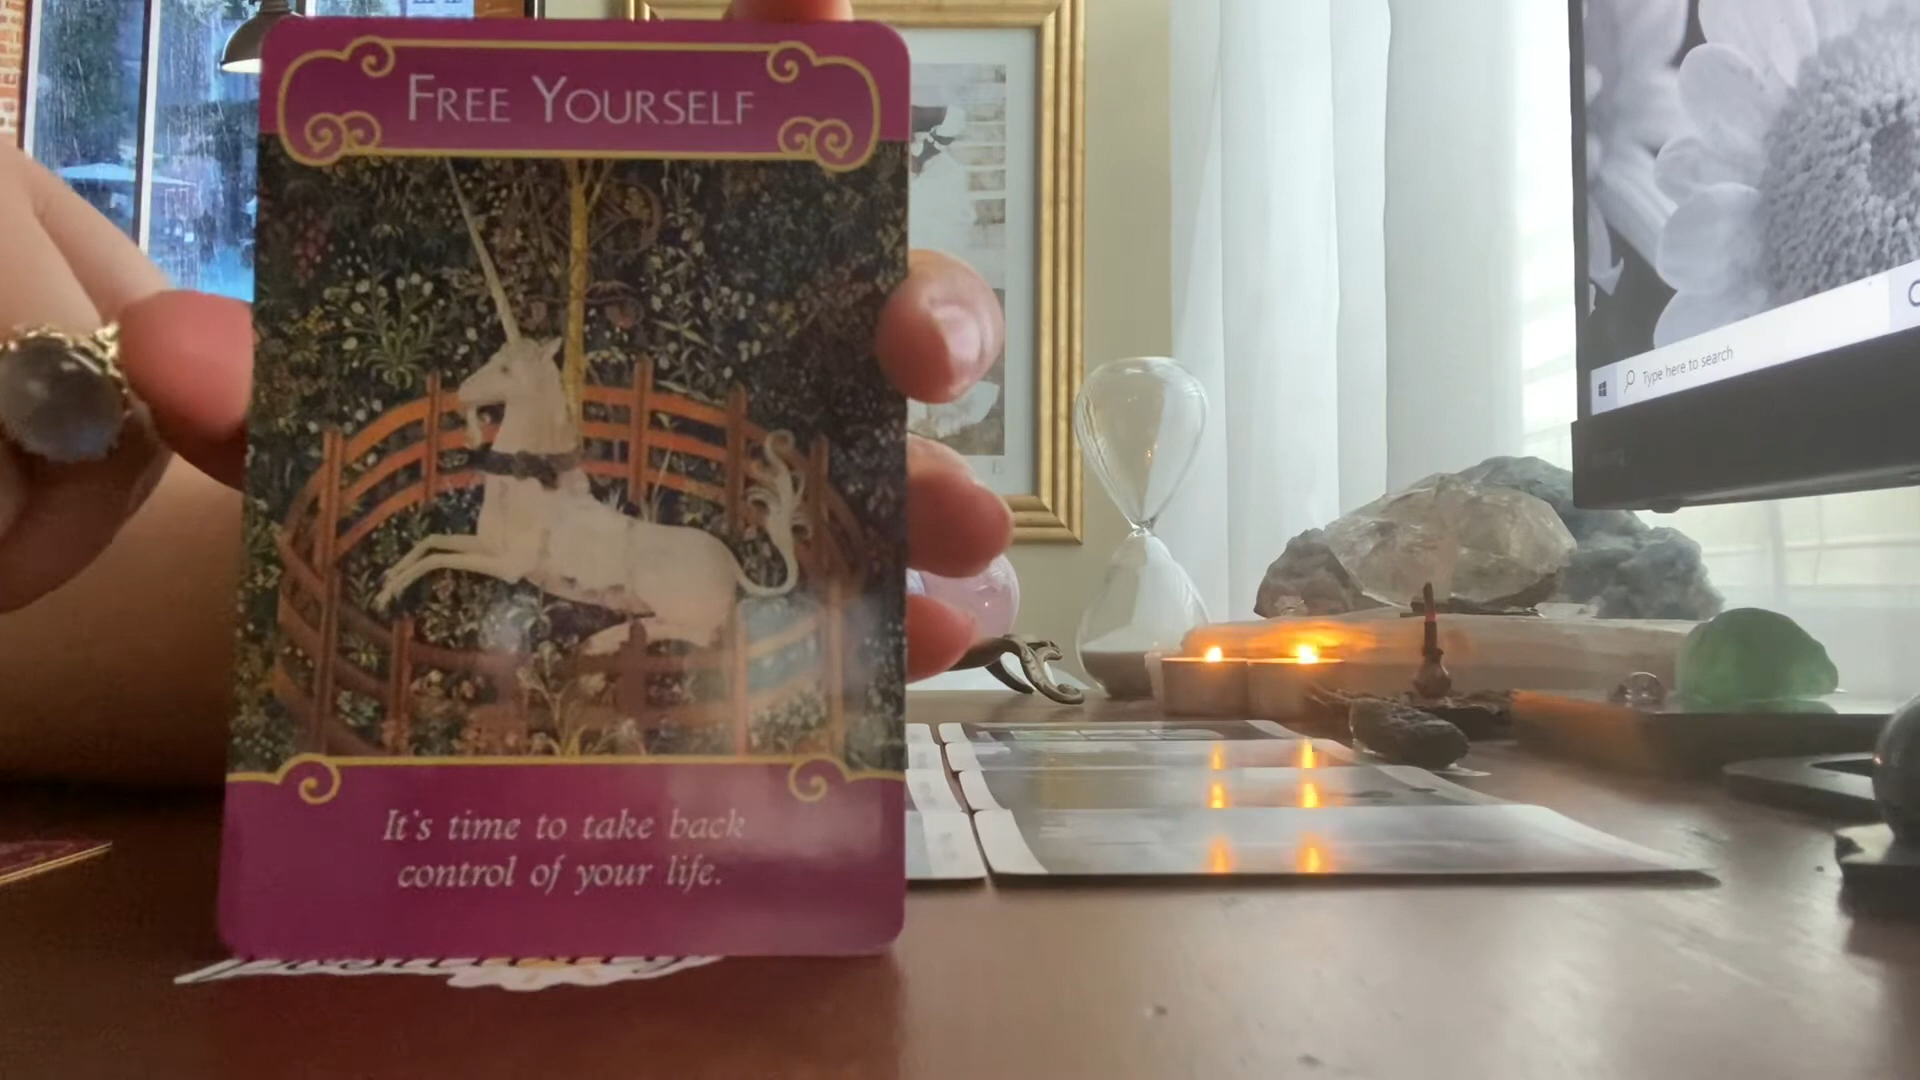 FREE YOURSELF
It's time to take back
control of your life.
Type here to search